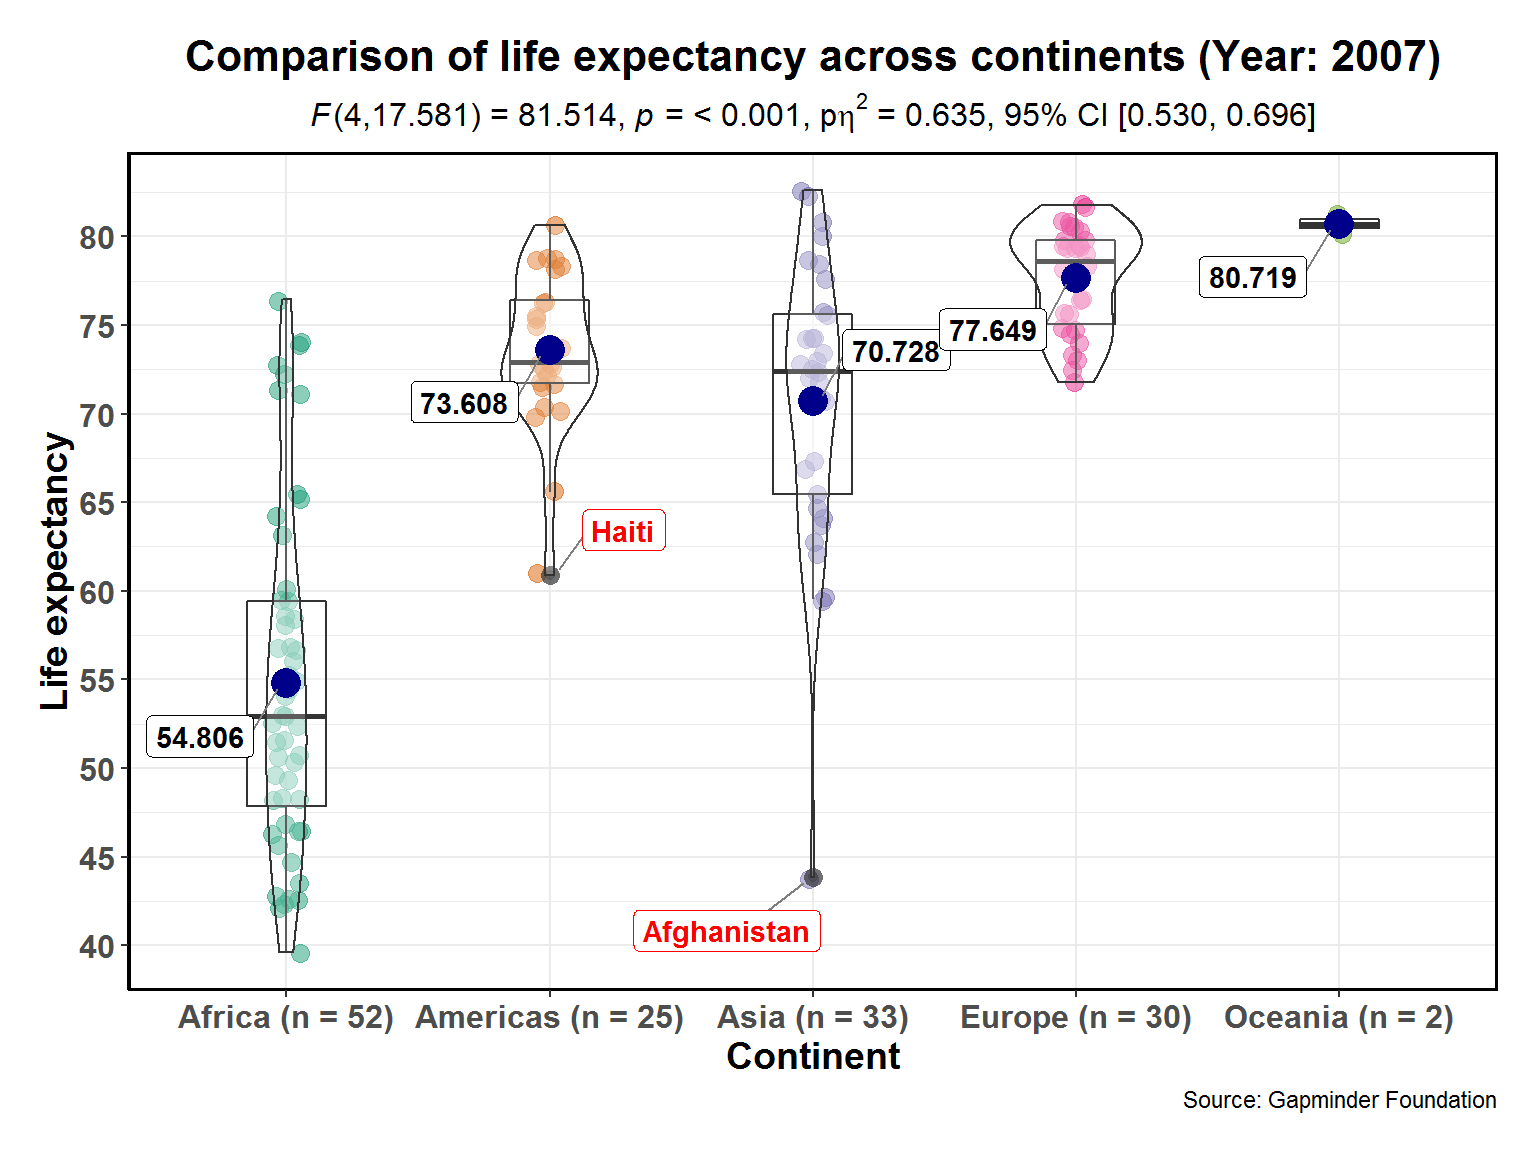 Comparison of life expectancy across continents (Year: 2007)
F(4,17.581) = 81.514, p = < 0.001, pη² = 0.635, 95% CI [0.530, 0.696]
Life expectancy
80
75
70
65
60
55
50
45
40
54.806
73.608
Haiti
70.728
Afghanistan
77.649
80.719
Africa (n = 52)
Americas (n = 25)
Asia (n = 33)
Europe (n = 30)
Oceania (n = 2)
Continent
Source: Gapminder Foundation